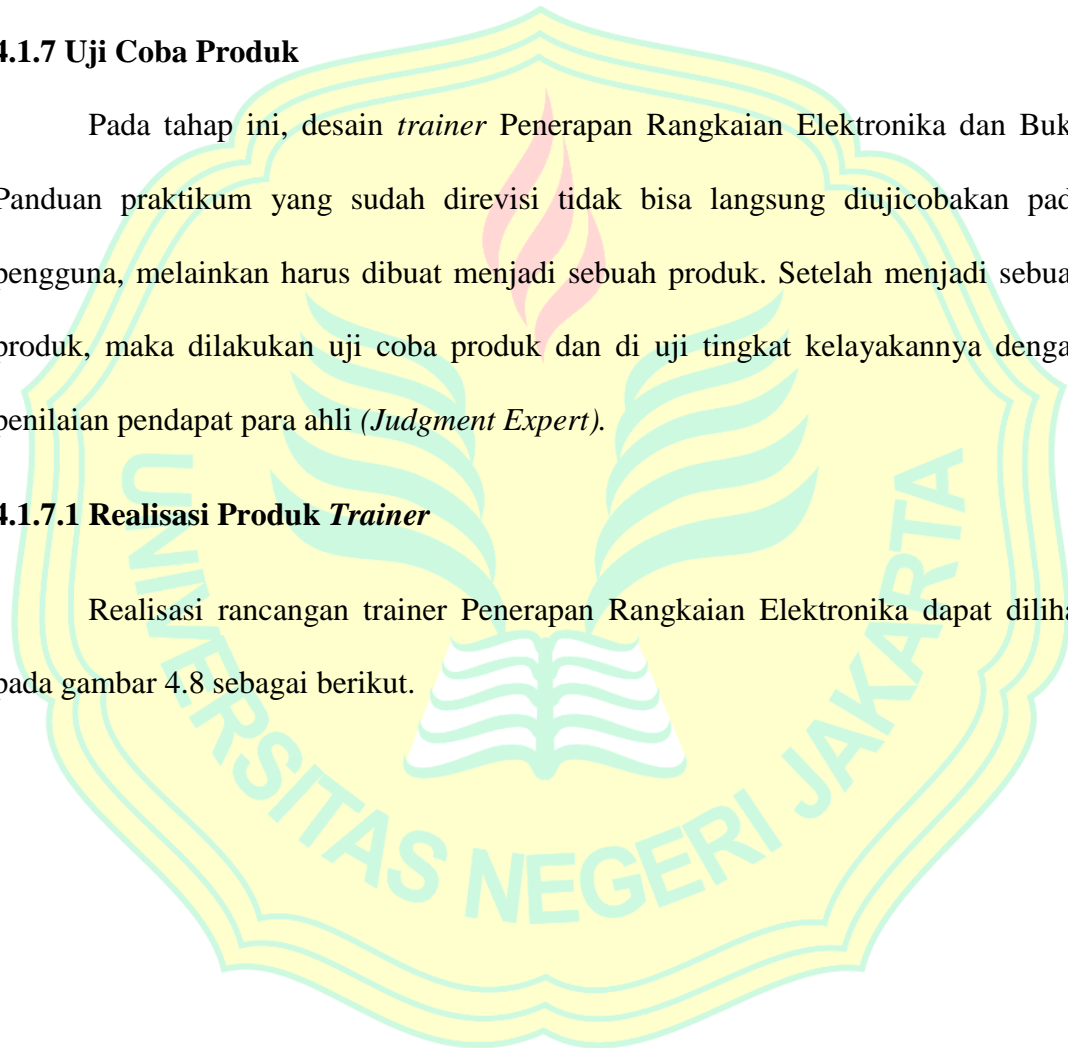 4.1.7 Uji Coba Produk
Pada tahap ini, desain trainer Penerapan Rangkaian Elektronika dan Buk
Panduan praktikum yang sudah direvisi tidak bisa langsung diujicobakan pad
pengguna, melainkan harus dibuat menjadi sebuah produk. Setelah menjadi sebua
produk, maka dilakukan uji coba produk dan di uji tingkat kelayakannya denga
penilaian pendapat para ahli (Judgment Expert).
4.1.7.1 Realisasi Produk Trainer
Realisasi rancangan trainer Penerapan Rangkaian Elektronika dapat diliha
pada gambar 4.8 sebagai berikut.
UNIVERSITAS NEGERI JAKARTA